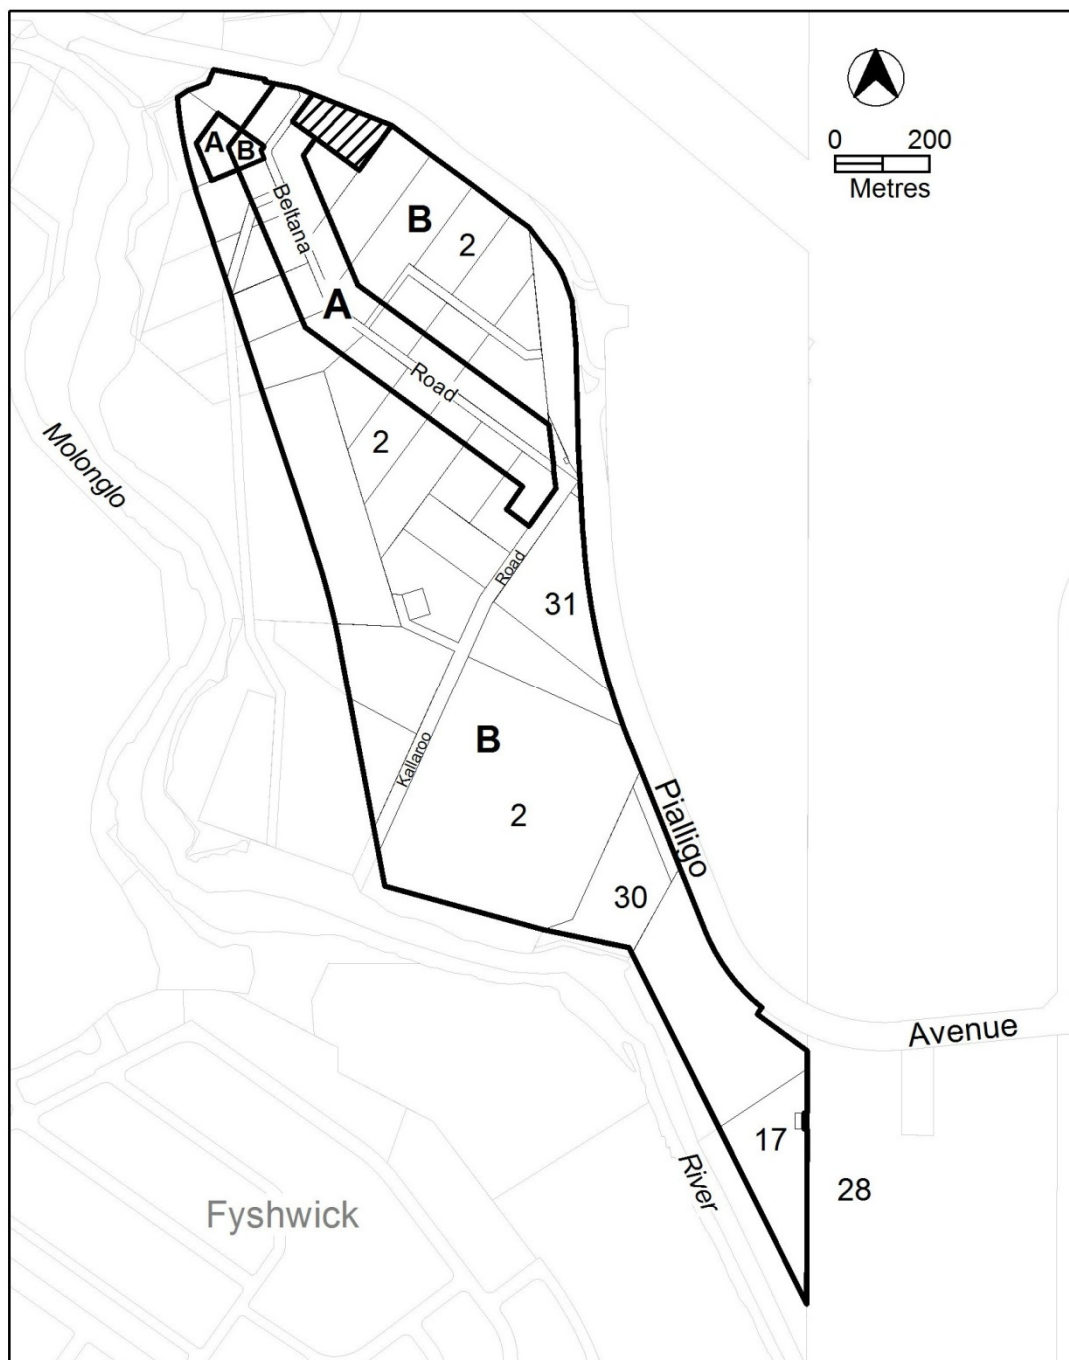 0 200
Metres
A
B
Beltana
B
2
A
Road
2
Molonglo
Road
31
B
Kallaroo
2
Pialligo
30
Avenue
17
28
River
Fyshwick